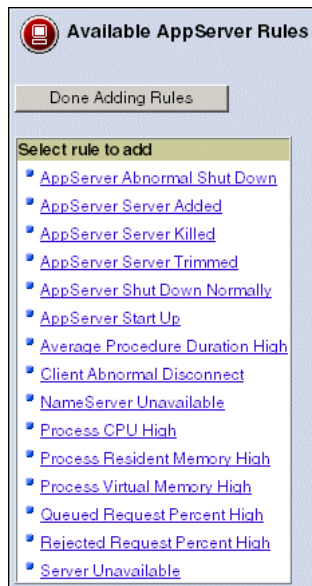 Available AppServer Rules
Done Adding Rules
Select rule to add
AppServer Abnormal Shut Down
AppServer Server Added
AppServer Server Killed
AppServer Server Trimmed
AppServer Shut Down Normally
AppServer Start Up
Average Procedure Duration High
Client Abnormal Disconnect
NameServer Unavailable
Process CPU High
Process Resident Memory High
Process Virtual Memory High
Queued Request Percent High
Rejected Request Percent High
Server Unavailable